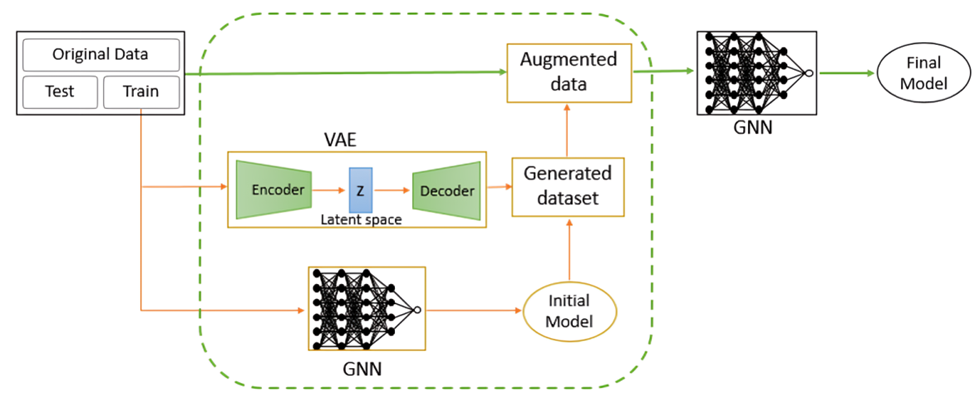 Original Data
Test
Train
Augmented
data
GNN
Final
Model
VAE
Encoder
z
Decoder
Latent space
Generated
dataset
GNN
Initial
Model